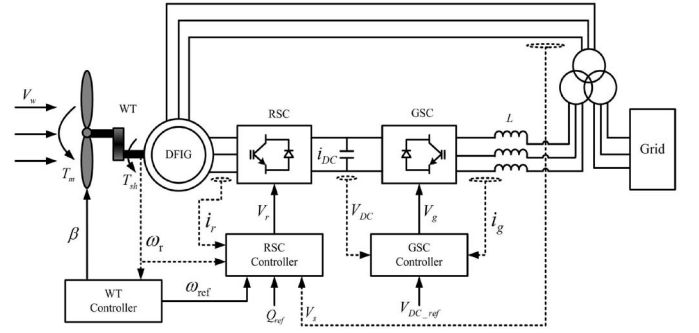 V_w
WT
RSC
GSC
L
DFIG
i_DC
Grid
T_m
T_sh
i_r
V_r
V_DC
V_g
i_g
β
ω_r
RSC
Controller
GSC
Controller
WT
Controller
ω_ref
Q_ref
V_s
V_DC_ref